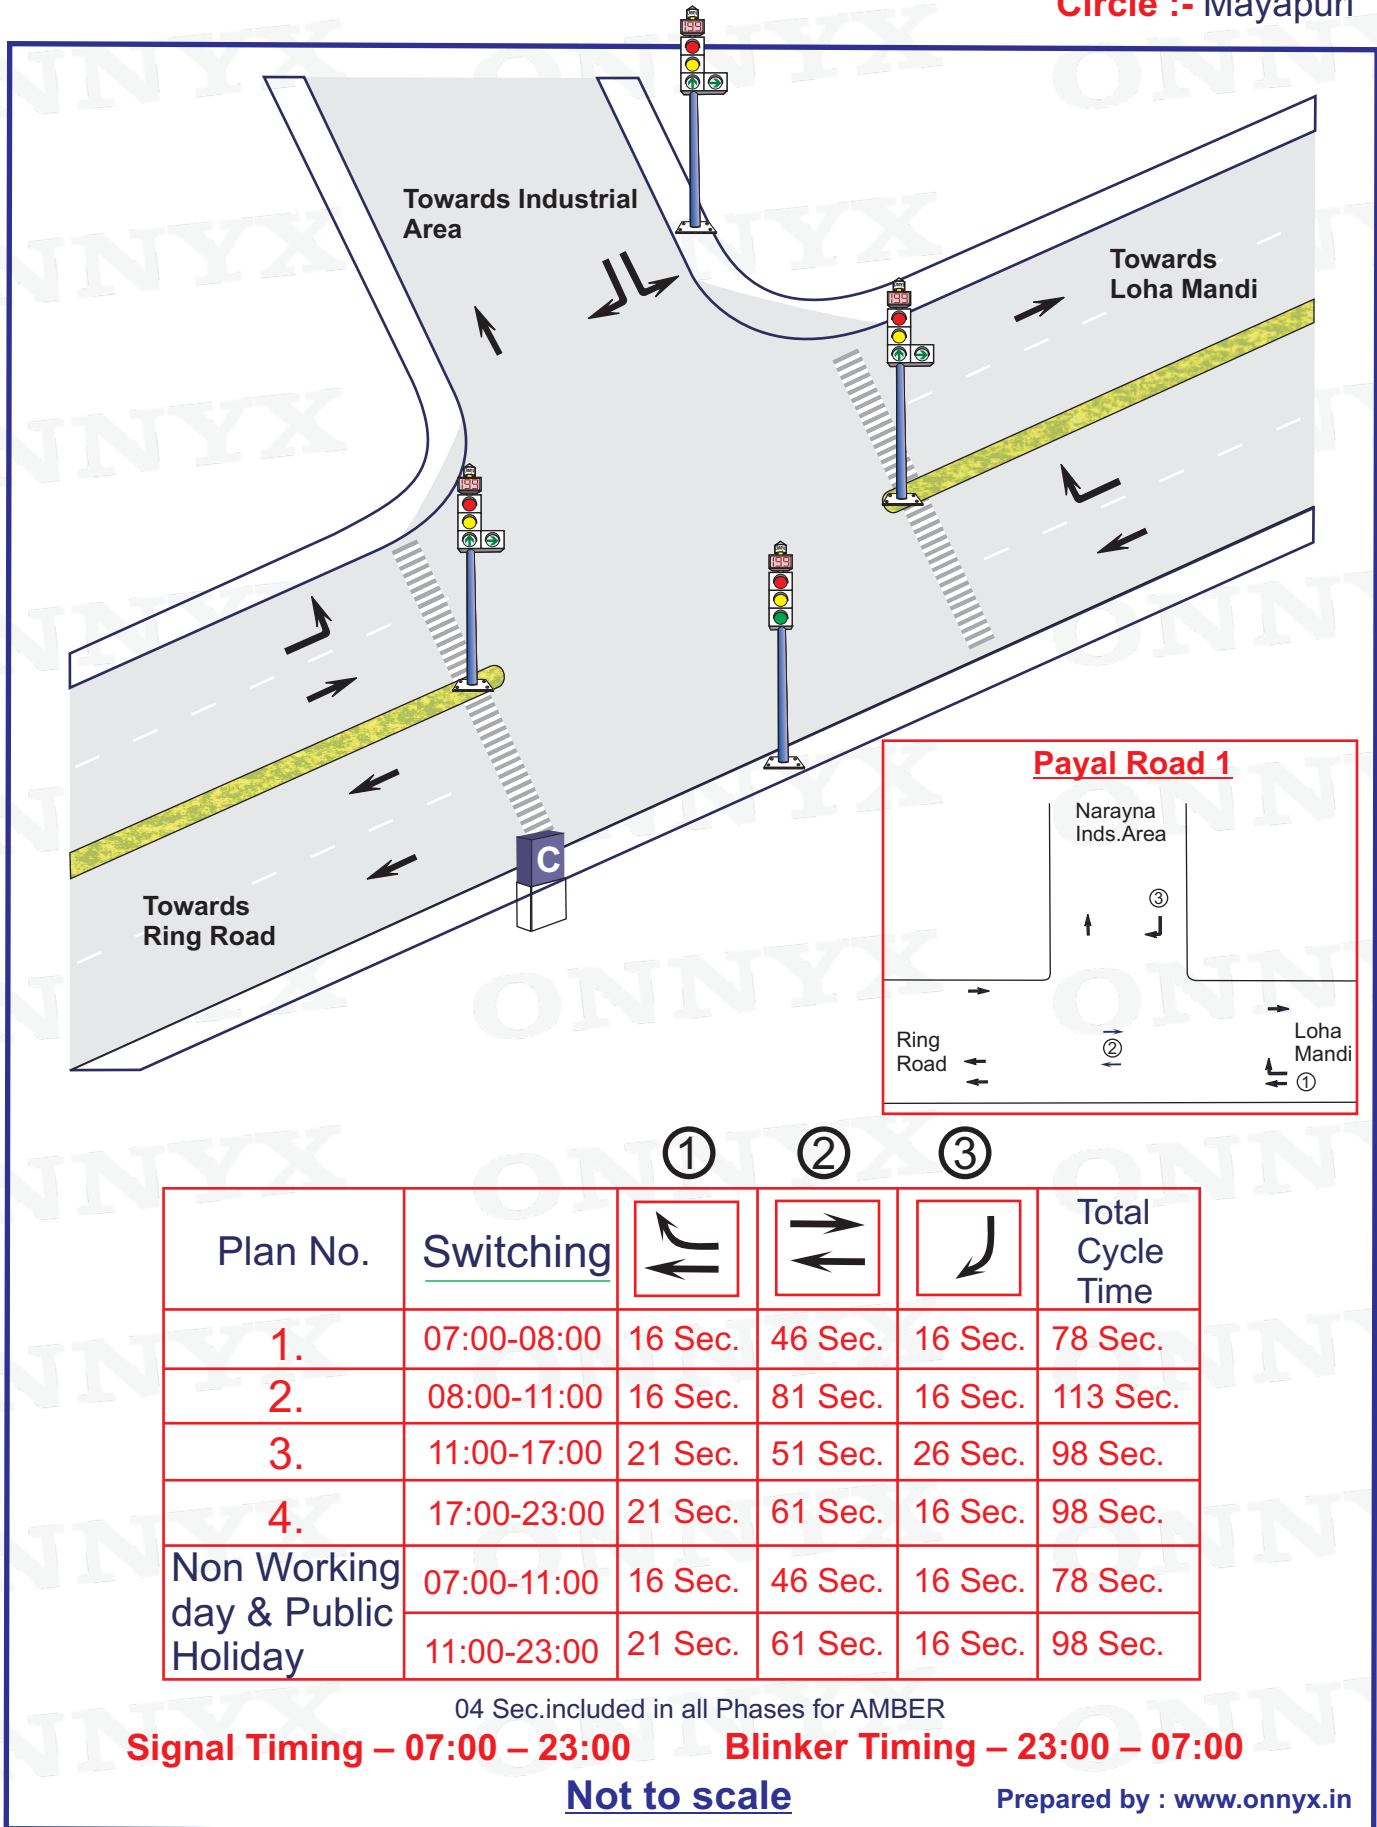 Circle :- Mayapuri
Towards Industrial
Area
Towards
Loha Mandi
199
199
199
199
C
Towards
Ring Road
Payal Road 1
Narayna
Inds.Area
③
Ring
Road
②
Loha
Mandi
①
① ② ③
Plan No. Switching Total
Cycle
Time
1. 07:00-08:00 16 Sec. 46 Sec. 16 Sec. 78 Sec.
2. 08:00-11:00 16 Sec. 81 Sec. 16 Sec. 113 Sec.
3. 11:00-17:00 21 Sec. 51 Sec. 26 Sec. 98 Sec.
4. 17:00-23:00 21 Sec. 61 Sec. 16 Sec. 98 Sec.
Non Working
day & Public
Holiday
07:00-11:00 16 Sec. 46 Sec. 16 Sec. 78 Sec.
11:00-23:00 21 Sec. 61 Sec. 16 Sec. 98 Sec.
04 Sec.included in all Phases for AMBER
Signal Timing – 07:00 – 23:00 Blinker Timing – 23:00 – 07:00
Not to scale
Prepared by : www.onnyx.in
ONNYX